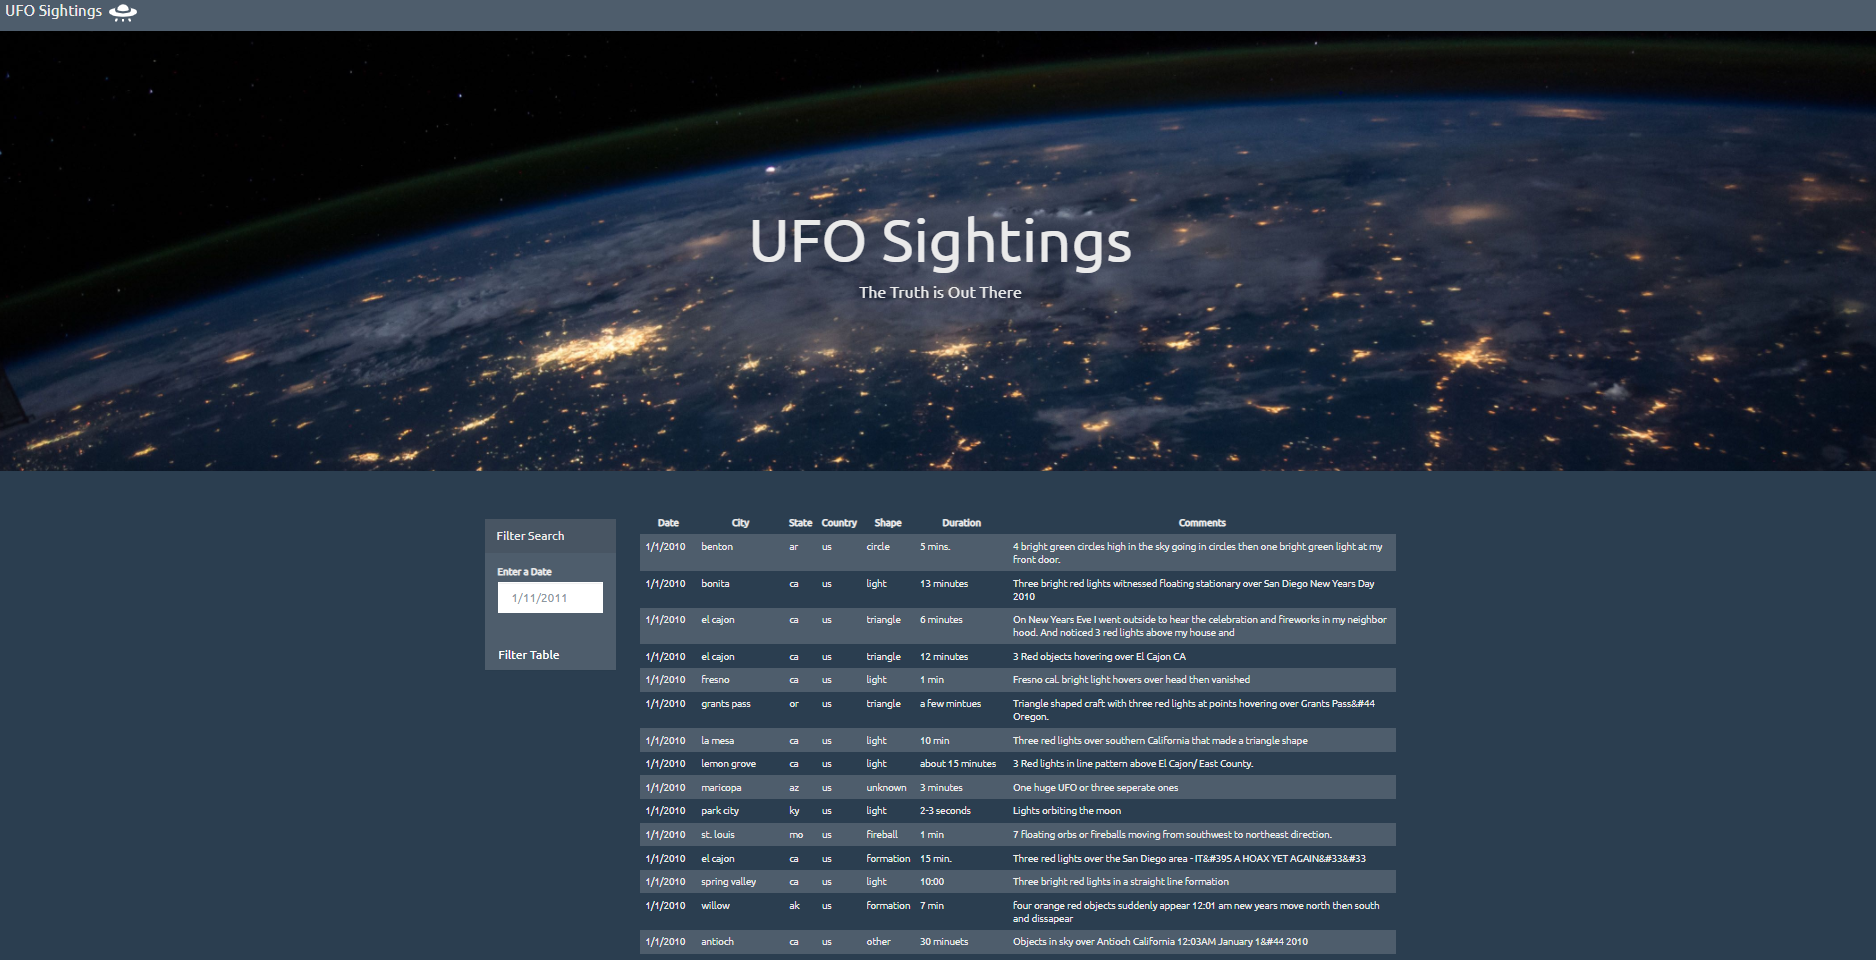 UFO Sightings
UFO Sightings
The Truth is Out There
Filter Search
Enter a Date
1/11/2011
Filter Table
Date City State Country Shape Duration Comments
1/1/2010 benton ar us circle 5 mins. 4 bright green circles high in the sky going in circles then one bright green light at my
front door.
1/1/2010 bonita ca us light 13 minutes Three bright red lights witnessed floating stationary over San Diego New Years Day
2010
1/1/2010 el cajon ca us triangle 6 minutes On New Years Eve I went outside to hear the celebration and fireworks in my neighbor
hood. And noticed 3 red lights above my house and
1/1/2010 el cajon ca us triangle 12 minutes 3 Red objects hovering over El Cajon CA
1/1/2010 fresno ca us light 1 min Fresno cal. bright light hovers over head then vanished
1/1/2010 grants pass or us triangle a few mintues Triangle shaped craft with three red lights at points hovering over Grants Pass&#44
Oregon.
1/1/2010 la mesa ca us light 10 min Three red lights over southern California that made a triangle shape
1/1/2010 lemon grove ca us light about 15 minutes 3 Red lights in line pattern above El Cajon/ East County.
1/1/2010 maricopa az us unknown 3 minutes One huge UFO or three seperate ones
1/1/2010 park city ky us light 2-3 seconds Lights orbiting the moon
1/1/2010 st. louis mo us fireball 1 min 7 floating orbs or fireballs moving from southwest to northeast direction.
1/1/2010 el cajon ca us formation 15 min. Three red lights over the San Diego area - IT&#39S A HOAX YET AGAIN&#33&#33
1/1/2010 spring valley ca us light 10:00 Three bright red lights in a straight line formation
1/1/2010 willow ak us formation 7 min four orange red objects suddenly appear 12:01 am new years move north then south
and dissapear
1/1/2010 antioch ca us other 30 minuets Objects in sky over Antioch California 12:03AM January 1&#44 2010